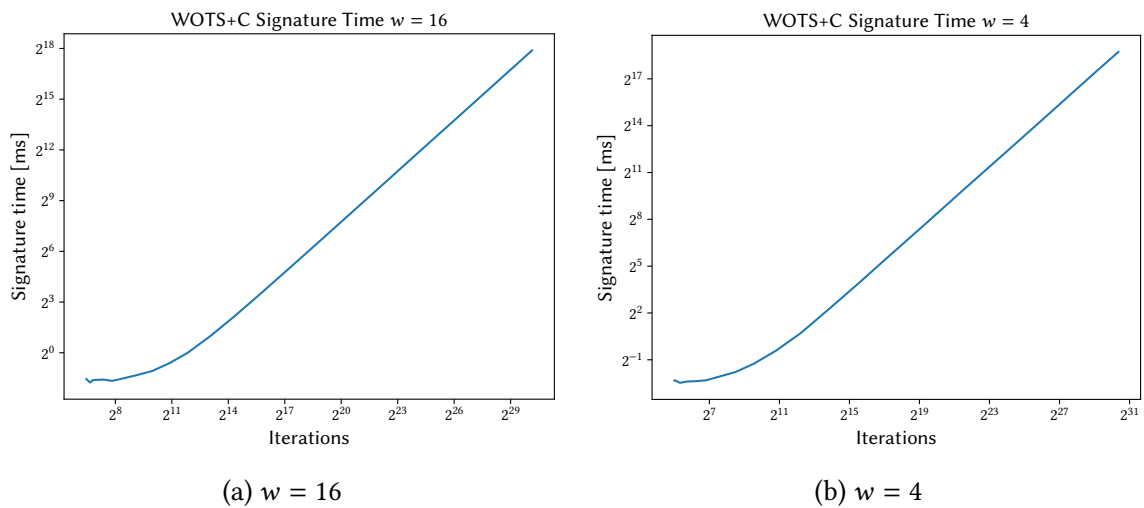 WOTS+C Signature Time w = 16
Signature time [ms]
2^18
2^15
2^12
2^9
2^6
2^3
2^0
2^8 2^11 2^14 2^17 2^20 2^23 2^26 2^29
Iterations
(a) w = 16
WOTS+C Signature Time w = 4
Signature time [ms]
2^17
2^14
2^11
2^8
2^5
2^2
2^−1
2^7 2^11 2^15 2^19 2^23 2^27 2^31
Iterations
(b) w = 4